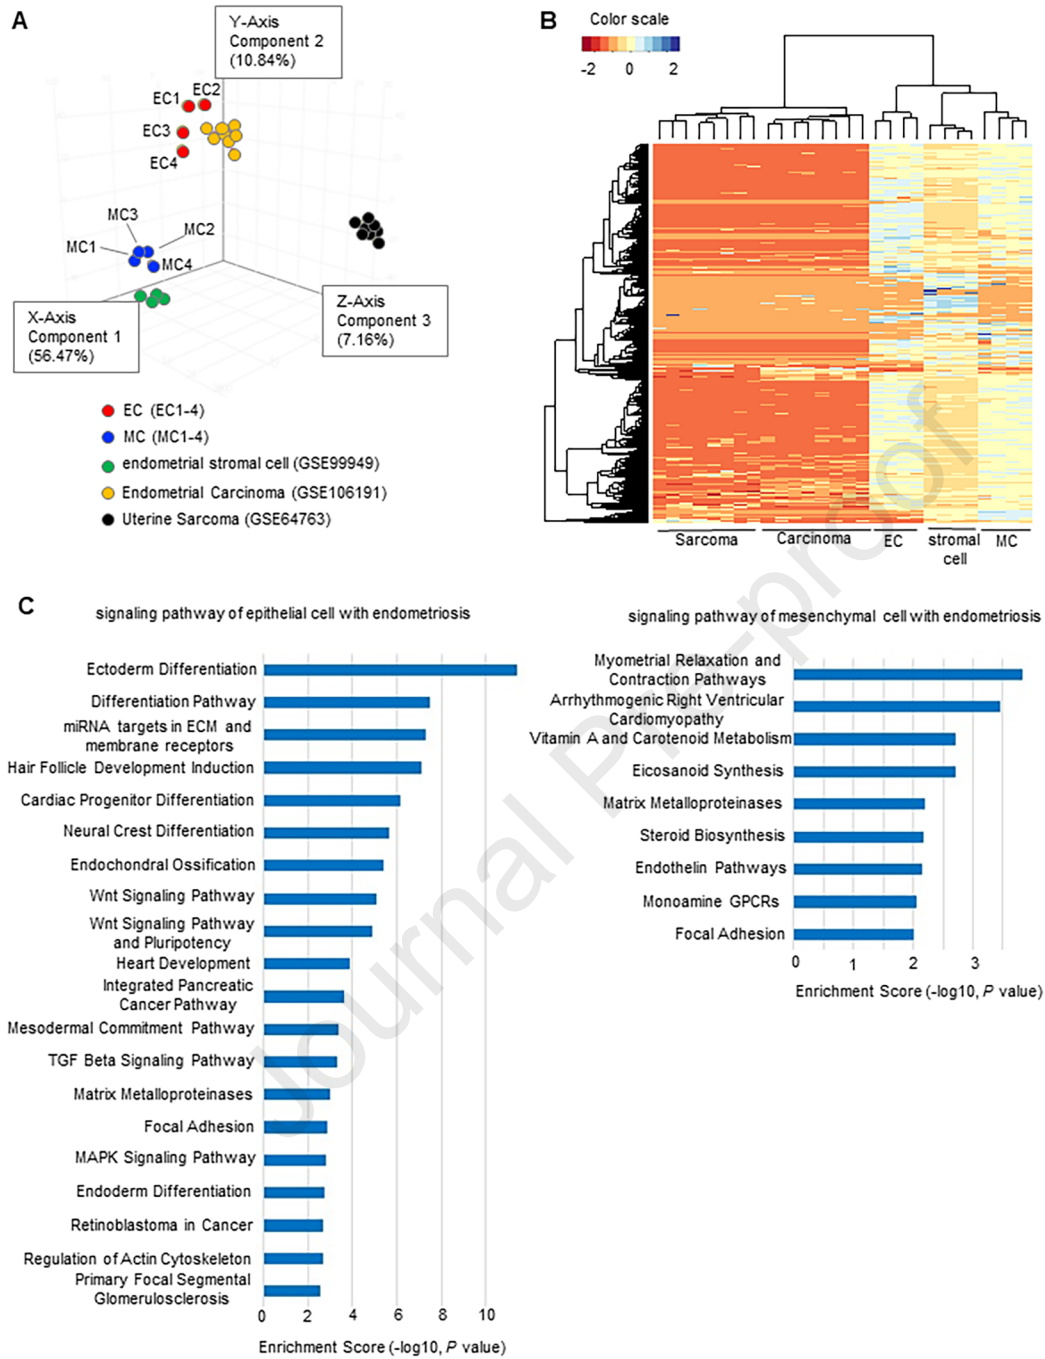 A
Y-Axis
Component 2
(10.84%)
EC1
EC2
EC3
EC4
MC3
MC2
MC1
MC4
X-Axis
Component 1
(56.47%)
Z-Axis
Component 3
(7.16%)
EC (EC1-4)
MC (MC1-4)
endometrial stromal cell (GSE99949)
Endometrial Carcinoma (GSE106191)
Uterine Sarcoma (GSE64763)
B
Color scale
-2 0 2
Sarcoma Carcinoma EC stromal MC
cell
C
signaling pathway of epithelial cell with endometriosis
Ectoderm Differentiation
Differentiation Pathway
miRNA targets in ECM and
membrane receptors
Hair Follicle Development Induction
Cardiac Progenitor Differentiation
Neural Crest Differentiation
Endochondral Ossification
Wnt Signaling Pathway
Wnt Signaling Pathway
and Pluripotency
Heart Development
Integrated Pancreatic
Cancer Pathway
Mesodermal Commitment Pathway
TGF Beta Signaling Pathway
Matrix Metalloproteinases
Focal Adhesion
MAPK Signaling Pathway
Endoderm Differentiation
Retinoblastoma in Cancer
Regulation of Actin Cytoskeleton
Primary Focal Segmental
Glomerulosclerosis
0 2 4 6 8 10
Enrichment Score (-log10, P value)
signaling pathway of mesenchymal cell with endometriosis
Myometrial Relaxation and
Contraction Pathways
Arrhythmogenic Right Ventricular
Cardiomyopathy
Vitamin A and Carotenoid Metabolism
Eicosanoid Synthesis
Matrix Metalloproteinases
Steroid Biosynthesis
Endothelin Pathways
Monoamine GPCRs
Focal Adhesion
0 1 2 3
Enrichment Score (-log10, P value)
Journal Pre-proof